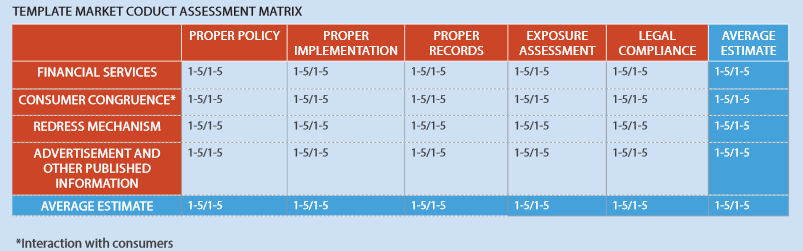 TEMPLATE MARKET CODUCT ASSESSMENT MATRIX
PROPER POLICY PROPER IMPLEMENTATION PROPER RECORDS EXPOSURE ASSESSMENT LEGAL COMPLIANCE AVERAGE ESTIMATE
FINANCIAL SERVICES 1-5/1-5 1-5/1-5 1-5/1-5 1-5/1-5 1-5/1-5 1-5/1-5
CONSUMER CONGRUENCE* 1-5/1-5 1-5/1-5 1-5/1-5 1-5/1-5 1-5/1-5 1-5/1-5
REDRESS MECHANISM 1-5/1-5 1-5/1-5 1-5/1-5 1-5/1-5 1-5/1-5 1-5/1-5
ADVERTISEMENT AND OTHER PUBLISHED INFORMATION 1-5/1-5 1-5/1-5 1-5/1-5 1-5/1-5 1-5/1-5 1-5/1-5
AVERAGE ESTIMATE 1-5/1-5 1-5/1-5 1-5/1-5 1-5/1-5 1-5/1-5 1-5/1-5
*Interaction with consumers